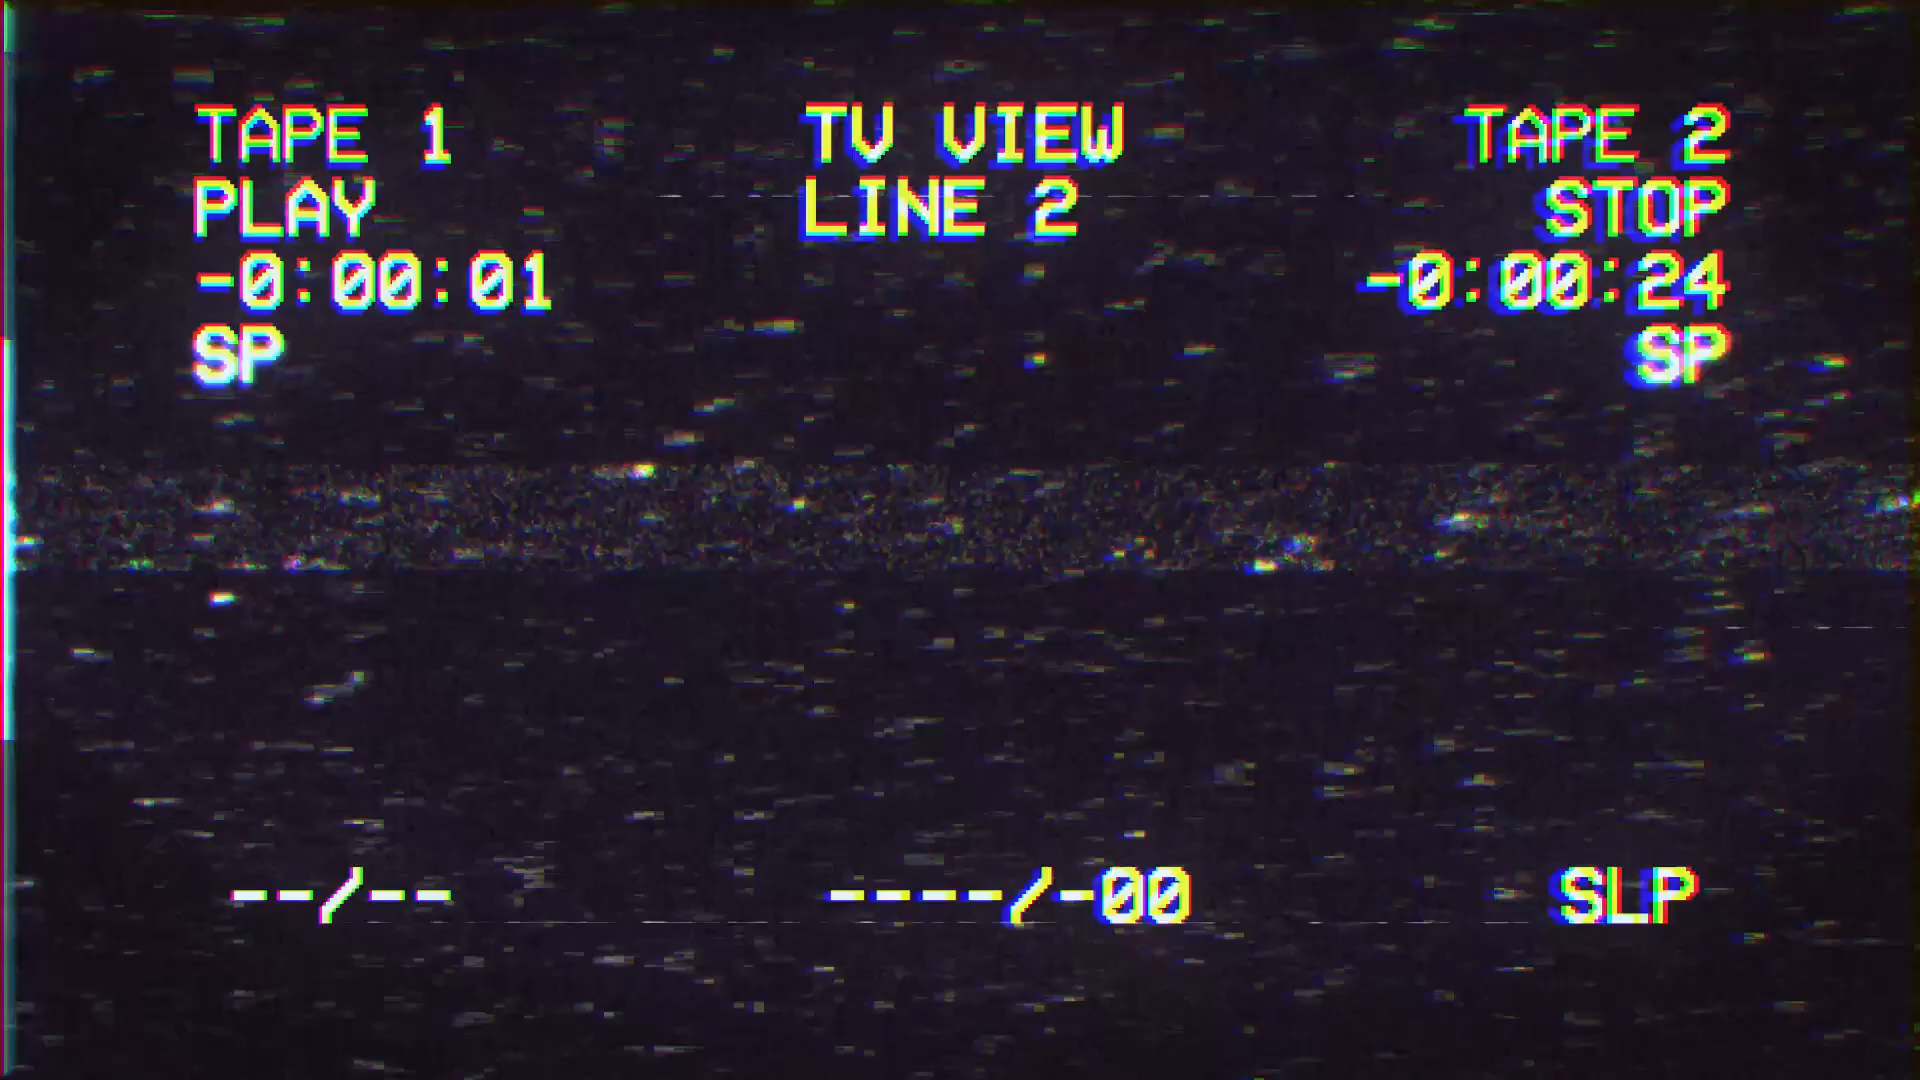 TAPE 1
PLAY
-0:00:01
SP
TV VIEW
LINE 2
TAPE 2
STOP
-0:00:24
SP
--/--
----/-00
SLP